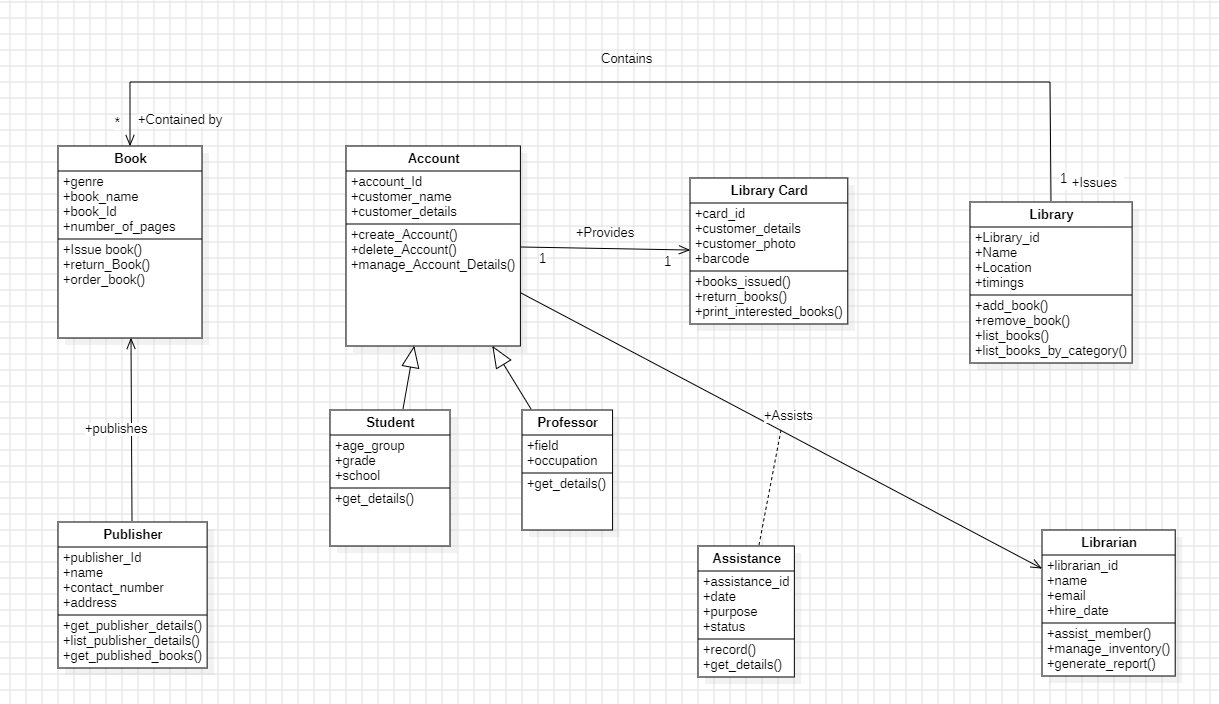 Contains
*
+Contained by
1
+Issues
Book
+genre
+book_name
+book_Id
+number_of_pages
+Issue book()
+return_Book()
+order_book()
Account
+account_Id
+customer_name
+customer_details
+create_Account()
+delete_Account()
+manage_Account_Details()
+Provides
1
1
Library Card
+card_id
+customer_details
+customer_photo
+barcode
+books_issued()
+return_books()
+print_interested_books()
Library
+Library_id
+Name
+Location
+timings
+add_book()
+remove_book()
+list_books()
+list_books_by_category()
+publishes
Student
+age_group
+grade
+school
+get_details()
Professor
+field
+occupation
+get_details()
+Assists
Publisher
+publisher_Id
+name
+contact_number
+address
+get_publisher_details()
+list_publisher_details()
+get_published_books()
Assistance
+assistance_id
+date
+purpose
+status
+record()
+get_details()
Librarian
+librarian_id
+name
+email
+hire_date
+assist_member()
+manage_inventory()
+generate_report()